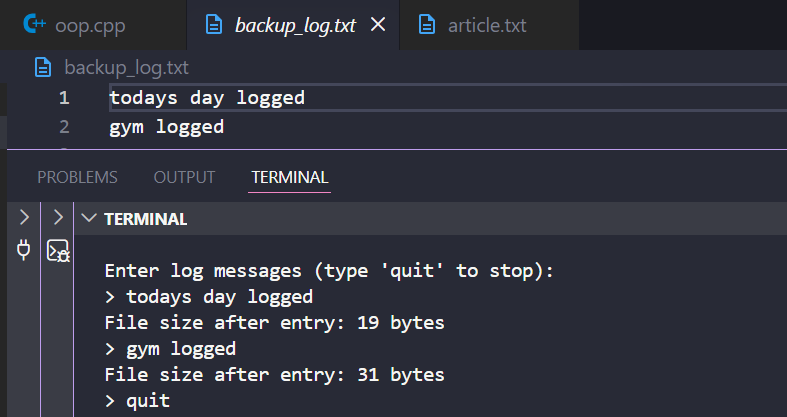 oop.cpp backup_log.txt article.txt
backup_log.txt
1 todays day logged
2 gym logged
PROBLEMS OUTPUT TERMINAL
TERMINAL
Enter log messages (type 'quit' to stop):
> todays day logged
File size after entry: 19 bytes
> gym logged
File size after entry: 31 bytes
> quit